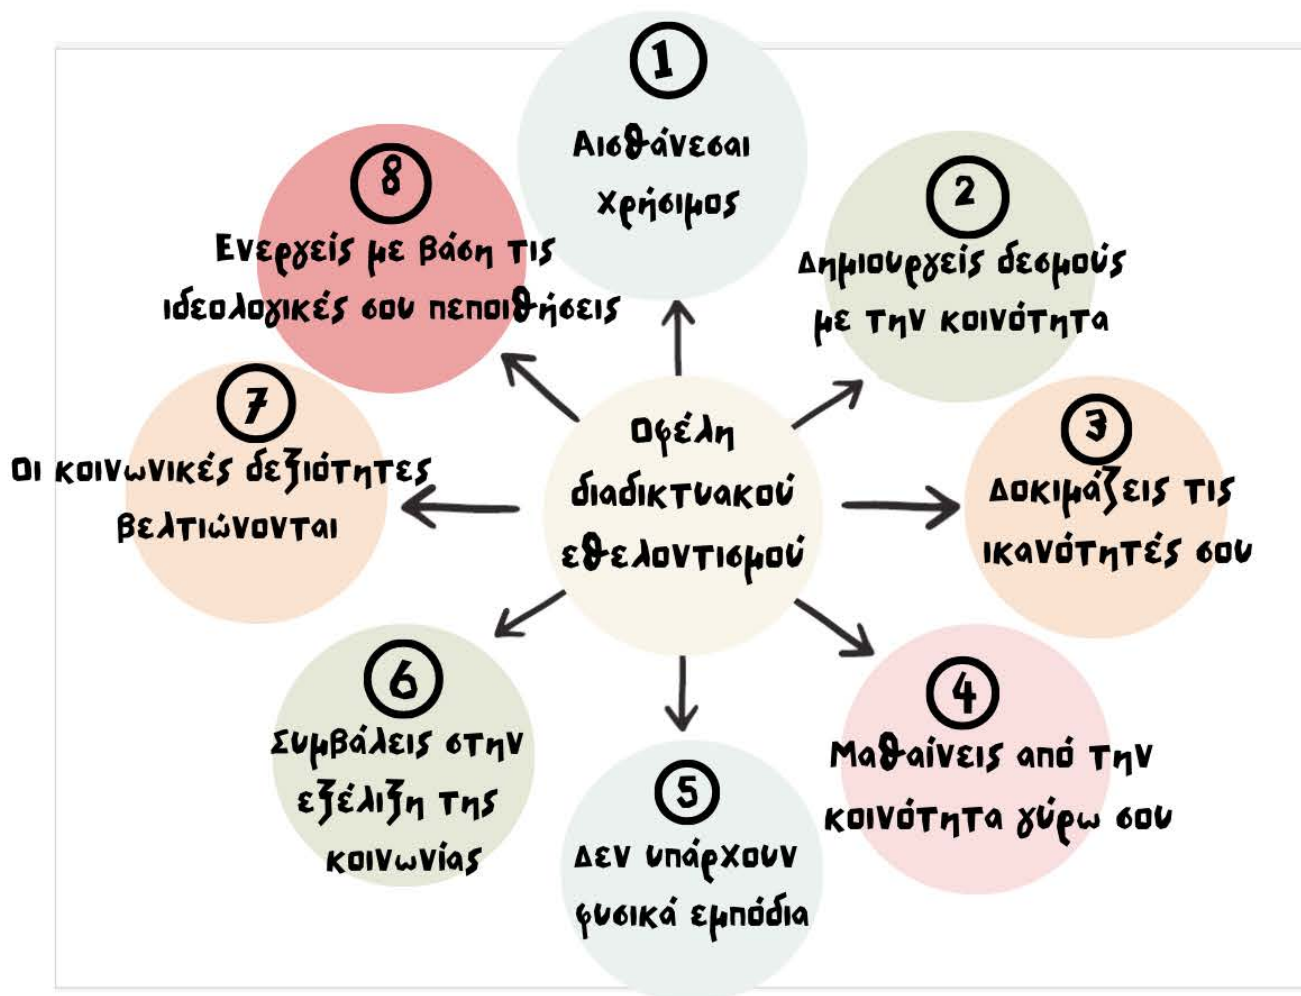 1
Αισθάνεσαι
χρήσιμος
2
Δημιουργείς δεσμούς
με την κοινότητα
3
Δοκιμάζεις τις
ικανότητές σου
4
Μαθαίνεις από την
κοινότητα γύρω σου
5
Δεν υπάρχουν
φυσικά εμπόδια
6
Συμβάλεις στην
εξέλιξη της
κοινωνίας
7
Οι κοινωνικές δεξιότητες
βελτιώνονται
8
Ενεργείς με βάση τις
ιδεολογικές σου πεποιθήσεις
Οφέλη
διαδικτυακού
εθελοντισμού